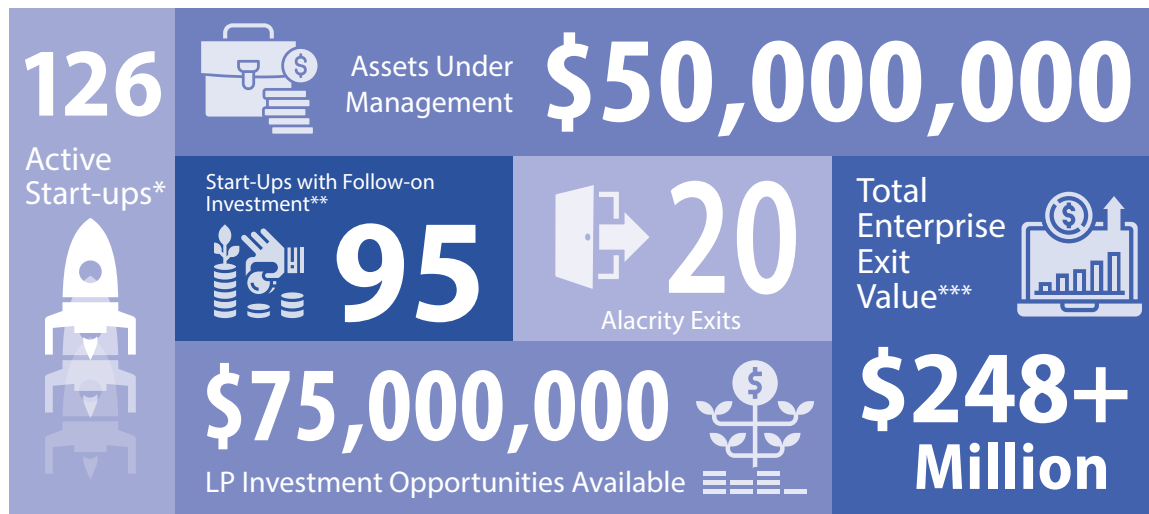 126
Active
Start-ups*
$
Assets Under
Management
$50,000,000
Start-Ups with Follow-on
Investment**
95
20
Alacrity Exits
Total
Enterprise
Exit
Value***
$
$248+
Million
$75,000,000
$
LP Investment Opportunities Available